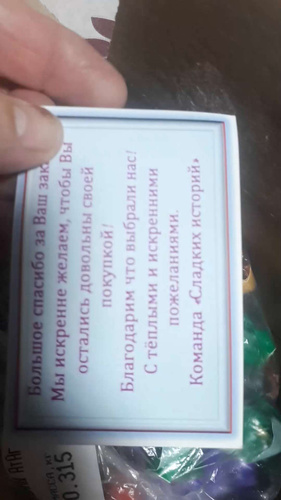 Большое спасибо за Ваш
Мы искренне желаем, чтобы Вы
остались довольны своей
покупкой!
Благодарим что выбрали нас!
С тёплыми и искренними
пожеланиями.
Команда «Сладких историй»
0.315